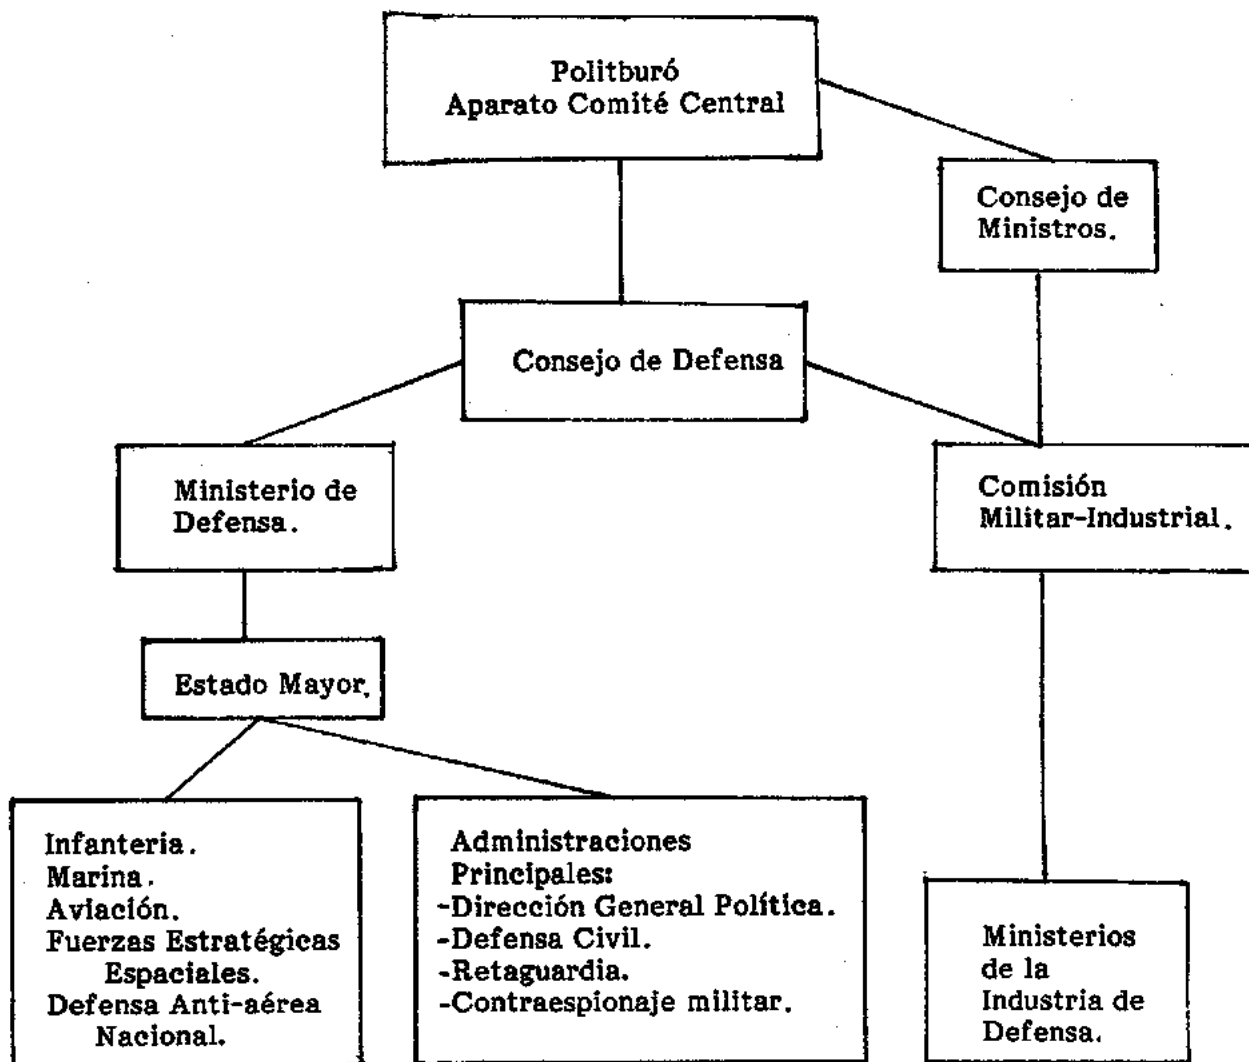 Politburó
Aparato Comité Central
Consejo de
Ministros.
Consejo de Defensa
Ministerio de
Defensa.
Comisión
Militar-Industrial.
Estado Mayor.
Infanteria.
Marina.
Aviación.
Fuerzas Estratégicas
Espaciales.
Defensa Anti-aérea
Nacional.
Administraciones
Principales:
-Dirección General Política.
-Defensa Civil.
-Retaguardia.
-Contraespionaje militar.
Ministerios
de la
Industria de
Defensa.